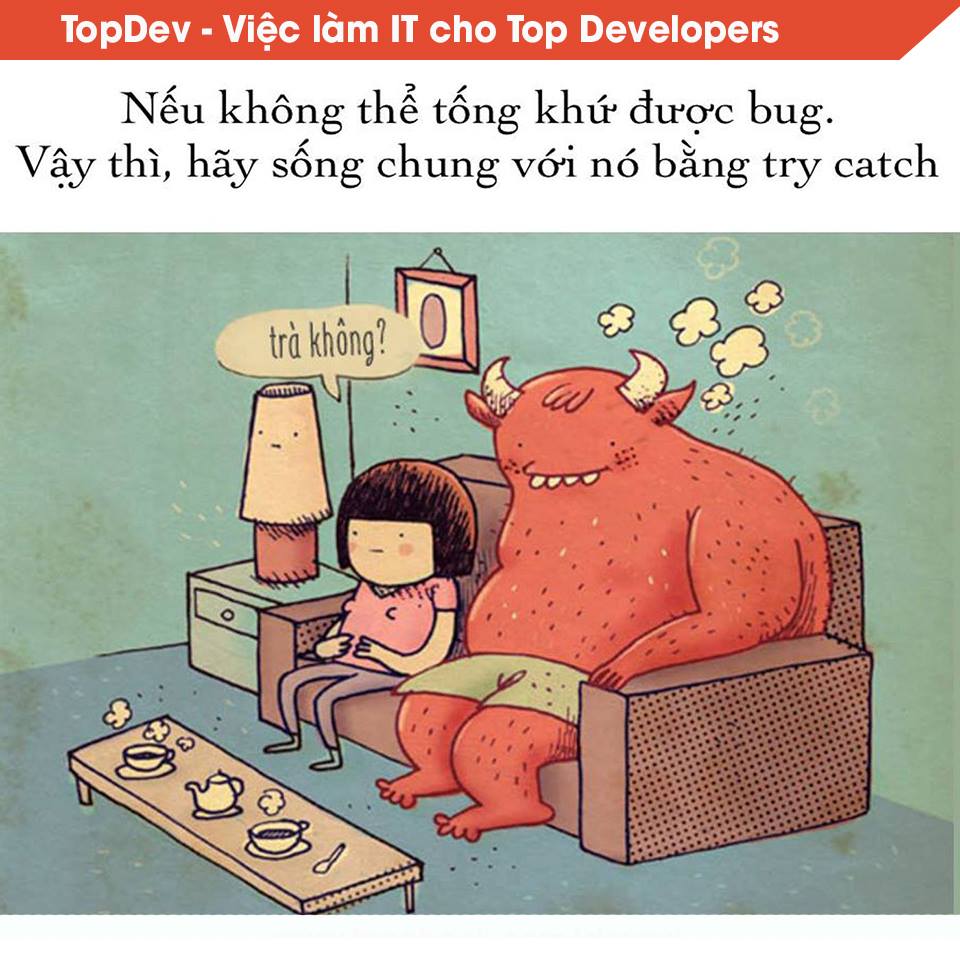 TopDev - Việc làm IT cho Top Developers
Nếu không thể tống khứ được bug.
Vậy thì, hãy sống chung với nó bằng try catch
trà không?